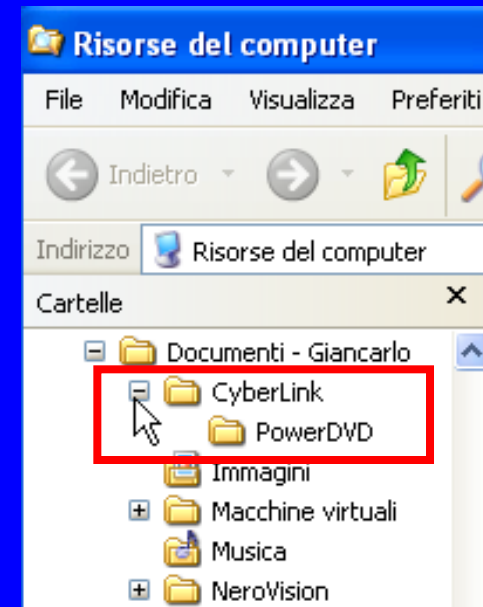 Risorse del computer
File Modifica Visualizza Preferiti
Indietro
Indirizzo Risorse del computer
Cartelle
Documenti - Giancarlo
CyberLink
PowerDVD
Immagini
Macchine virtuali
Musica
NeroVision